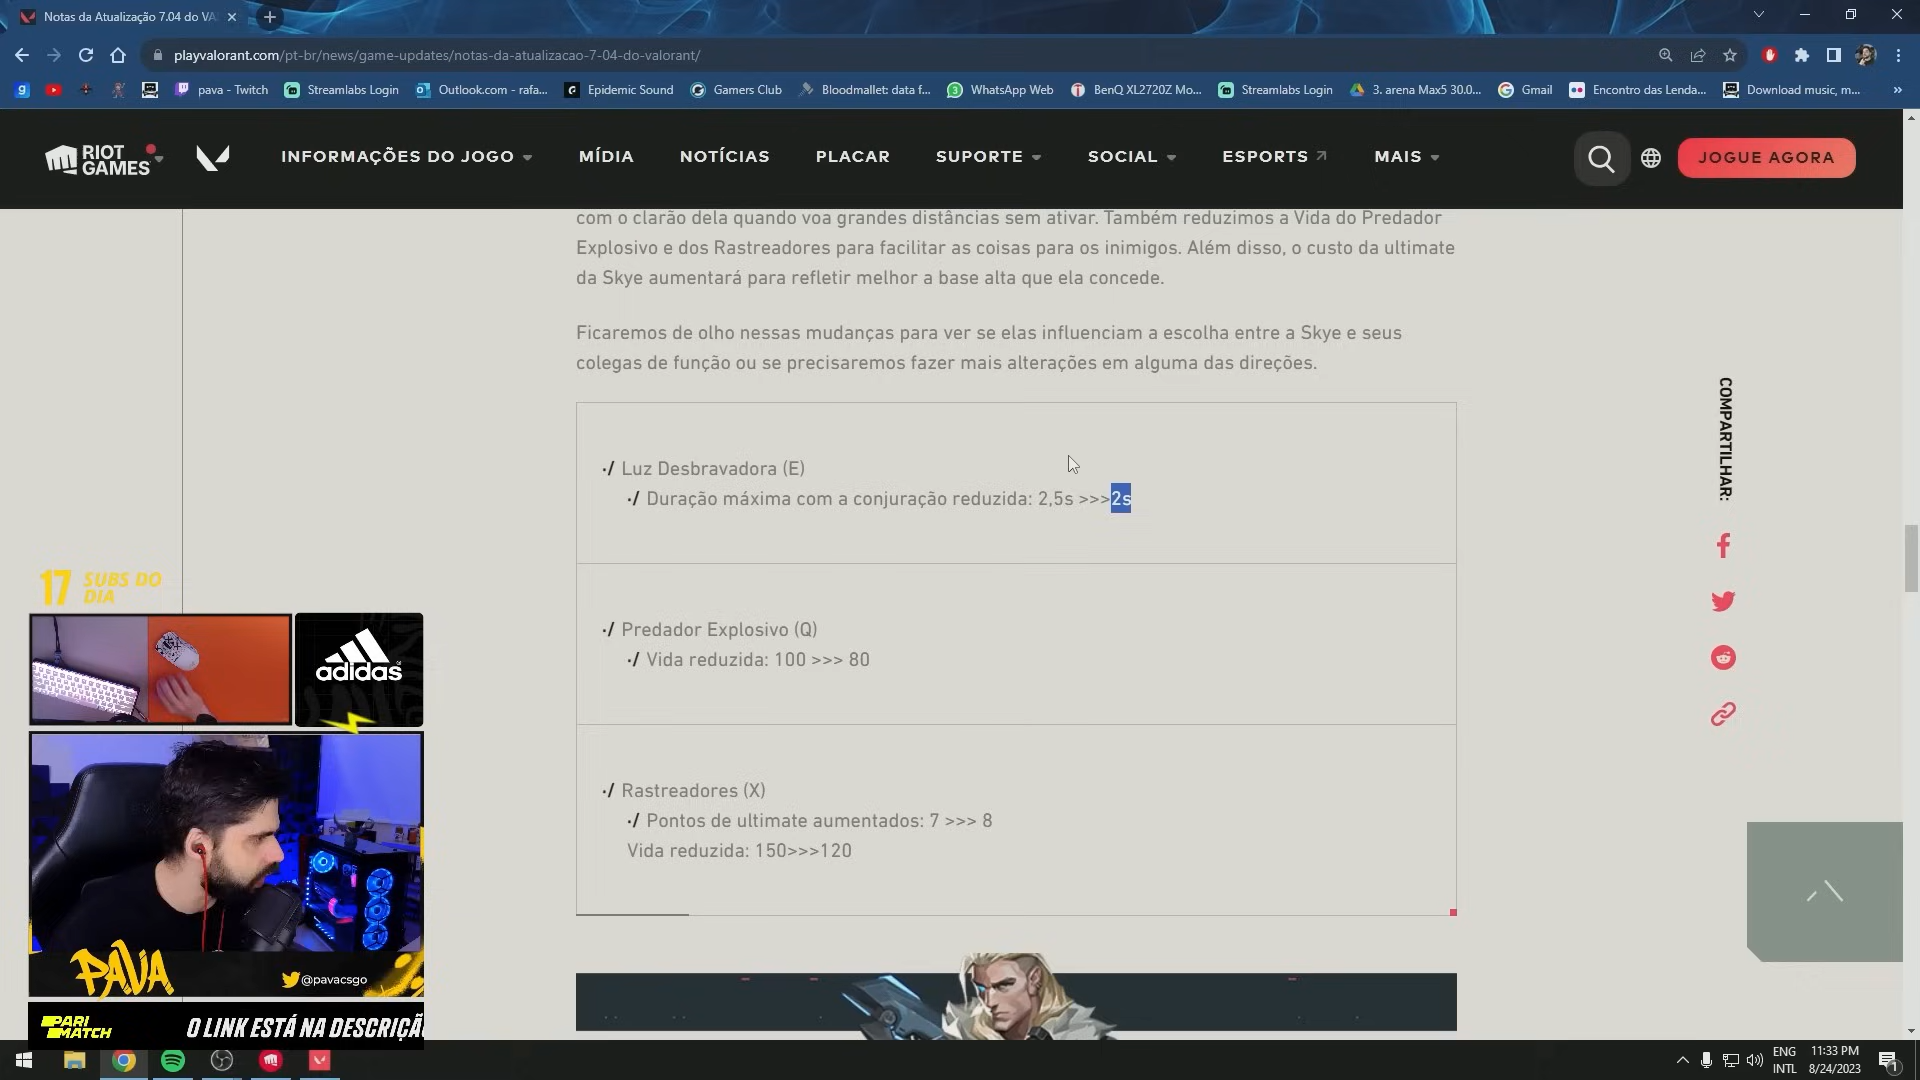 Notas da Atualização 7.04 do VA
playvalorant.com/pt-br/news/game-updates/notas-da-atualizacao-7-04-do-valorant/
pava - Twitch
Streamlabs Login
Outlook.com - rafa...
Epidemic Sound
Gamers Club
Bloodmallet: data f...
WhatsApp Web
BenQ XL2720Z Mo...
Streamlabs Login
3. arena Max5 30.0...
Gmail
Encontro das Lenda...
Download music, m...
»
RIOT
GAMES
INFORMAÇÕES DO JOGO
MÍDIA
NOTÍCIAS
PLACAR
SUPORTE
SOCIAL
ESPORTS
MAIS
JOGUE AGORA
com o clarão dela quando voa grandes distâncias sem ativar. Também reduzimos a Vida do Predador
Explosivo e dos Rastreadores para facilitar as coisas para os inimigos. Além disso, o custo da ultimate
da Skye aumentará para refletir melhor a base alta que ela concede.
Ficaremos de olho nessas mudanças para ver se elas influenciam a escolha entre a Skye e seus
colegas de função ou se precisaremos fazer mais alterações em alguma das direções.
Luz Desbravadora (E)
Duração máxima com a conjuração reduzida: 2,5s >>>2s
Predador Explosivo (Q)
Vida reduzida: 100 >>> 80
Rastreadores (X)
Pontos de ultimate aumentados: 7 >>> 8
Vida reduzida: 150>>>120
COMPARTILHAR:
17 SUBS DO
DIA
adidas
PAVA
@pavacsgo
PARI
MATCH
O LINK ESTÁ NA DESCRIÇÃ
ENG
INTL
11:33 PM
8/24/2023
1